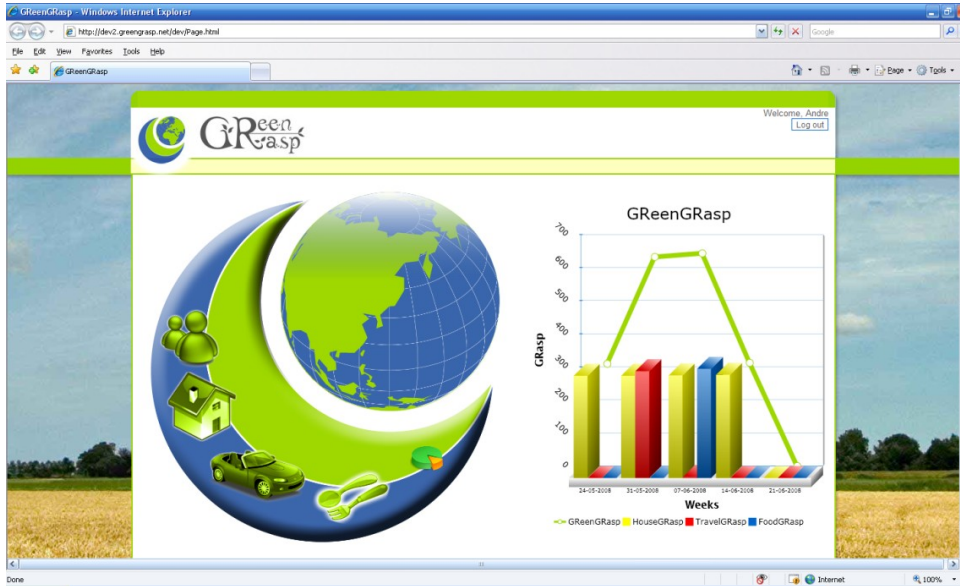 GReenGRasp - Windows Internet Explorer
http://dev2.greengrasp.net/dev/Page.html
Google
File Edit View Favorites Tools Help
GReenGRasp
Page
Tools
Welcome, Andre
Log out
GReen
GRasp
GReenGRasp
700
600
500
400
300
200
100
0
GRasp
24-05-2008 31-05-2008 07-06-2008 14-06-2008 21-06-2008
Weeks
GReenGRasp HouseGRasp TravelGRasp FoodGRasp
Done
Internet
100%